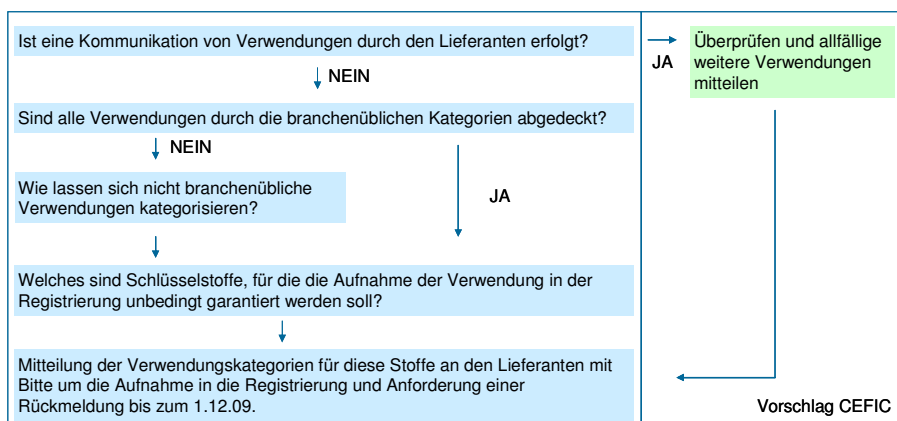 Ist eine Kommunikation von Verwendungen durch den Lieferanten erfolgt?
JA
Überprüfen und allfällige
weitere Verwendungen
mitteilen
NEIN
Sind alle Verwendungen durch die branchenüblichen Kategorien abgedeckt?
NEIN
Wie lassen sich nicht branchenübliche
Verwendungen kategorisieren?
JA
Welches sind Schlüsselstoffe, für die die Aufnahme der Verwendung in der
Registrierung unbedingt garantiert werden soll?
Mitteilung der Verwendungskategorien für diese Stoffe an den Lieferanten mit
Bitte um die Aufnahme in die Registrierung und Anforderung einer
Rückmeldung bis zum 1.12.09.
Vorschlag CEFIC